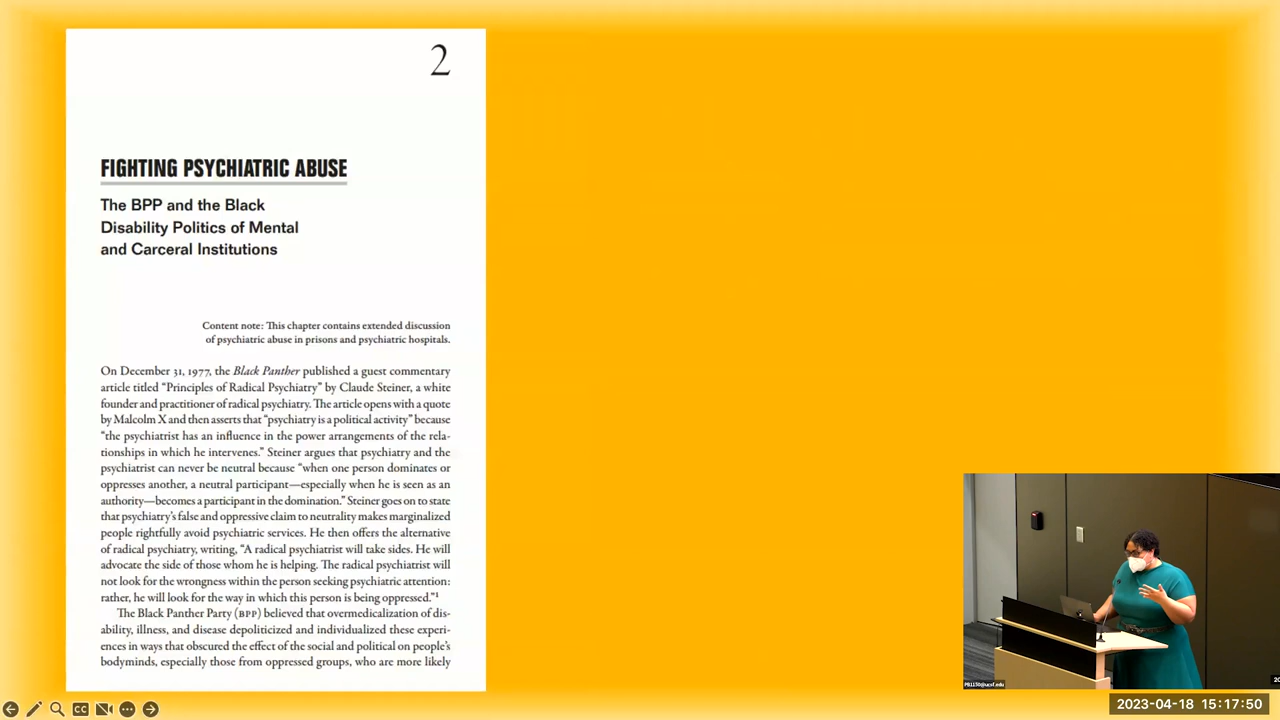 2
FIGHTING PSYCHIATRIC ABUSE
The BPP and the Black
Disability Politics of Mental
and Carceral Institutions
Content note: This chapter contains extended discussion
of psychiatric abuse in prisons and psychiatric hospitals.
On December 31, 1977, the Black Panther published a guest commentary
article titled “Principles of Radical Psychiatry” by Claude Steiner, a white
founder and practitioner of radical psychiatry. The article opens with a quote
by Malcolm X and then asserts that “psychiatry is a political activity” because
“the psychiatrist has an influence in the power arrangements of the rela-
tionships in which he intervenes.” Steiner argues that psychiatry and the
psychiatrist can never be neutral because “when one person dominates or
oppresses another, a neutral participant—especially when he is seen as an
authority—becomes a participant in the domination.” Steiner goes on to state
that psychiatry’s false and oppressive claim to neutrality makes marginalized
people rightfully avoid psychiatric services. He then offers the alternative
of radical psychiatry, writing, “A radical psychiatrist will take sides. He will
advocate the side of those whom he is helping. The radical psychiatrist will
not look for the wrongness within the person seeking psychiatric attention:
rather, he will look for the way in which this person is being oppressed.”1
The Black Panther Party (BPP) believed that overmedicalization of dis-
ability, illness, and disease depoliticized and individualized these experi-
ences in ways that obscured the effect of the social and political on people’s
bodyminds, especially those from oppressed groups, who are more likely
CC
2023-04-18 15:17:50